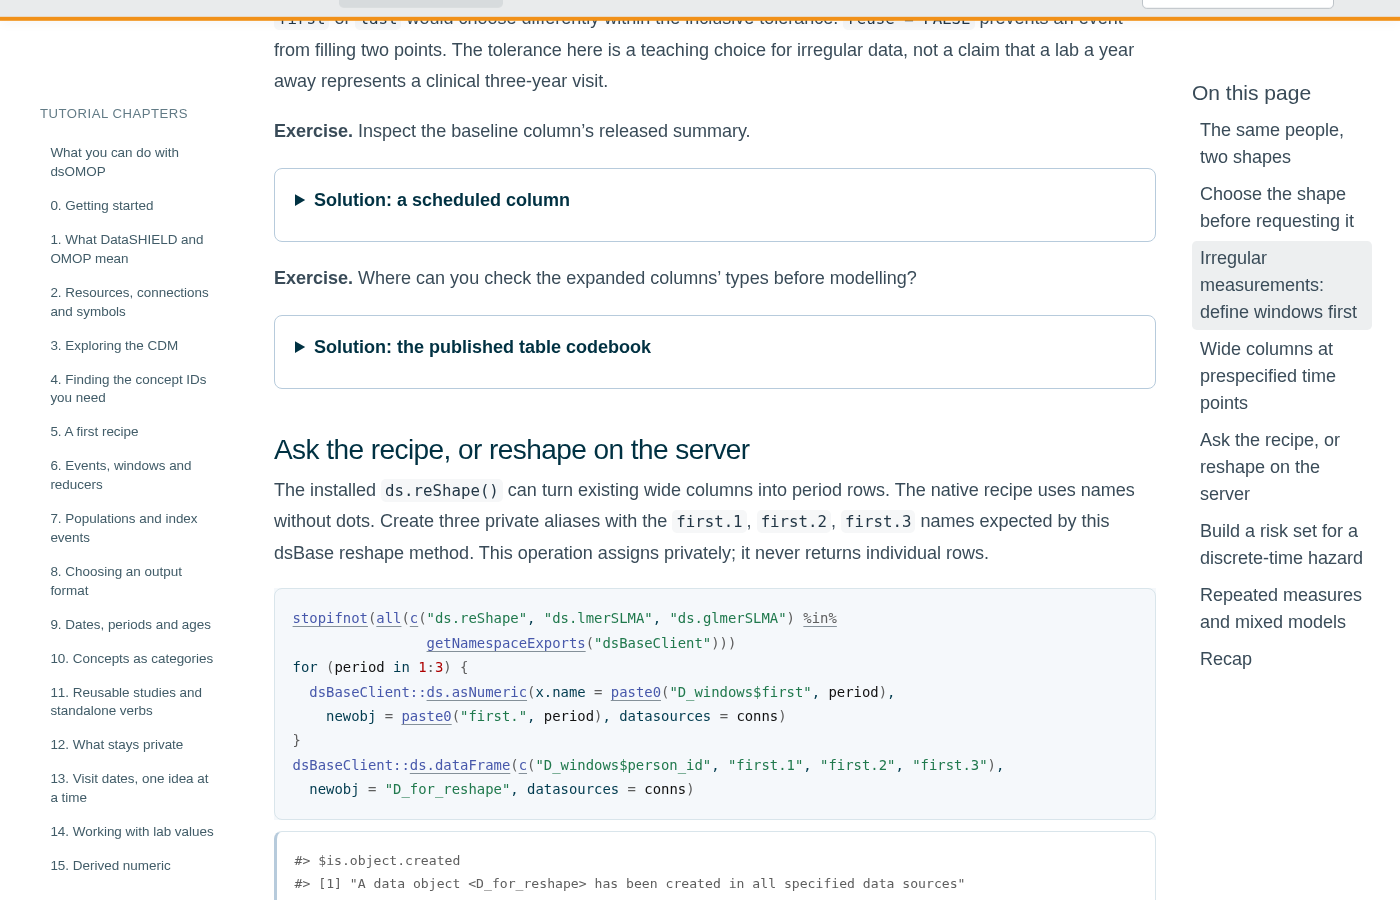 first or last would choose differently within the inclusive tolerance. reuse = FALSE prevents an event
from filling two points. The tolerance here is a teaching choice for irregular data, not a claim that a lab a year
away represents a clinical three-year visit.
Exercise. Inspect the baseline column’s released summary.
Solution: a scheduled column
Exercise. Where can you check the expanded columns’ types before modelling?
Solution: the published table codebook
Ask the recipe, or reshape on the server
The installed ds.reShape() can turn existing wide columns into period rows. The native recipe uses names
without dots. Create three private aliases with the first.1, first.2, first.3 names expected by this
dsBase reshape method. This operation assigns privately; it never returns individual rows.
stopifnot(all(c("ds.reShape", "ds.lmerSLMA", "ds.glmerSLMA") %in%
                getNamespaceExports("dsBaseClient")))
for (period in 1:3) {
  dsBaseClient::ds.asNumeric(x.name = paste0("D_windows$first", period),
    newobj = paste0("first.", period), datasources = conns)
}
dsBaseClient::ds.dataFrame(c("D_windows$person_id", "first.1", "first.2", "first.3"),
  newobj = "D_for_reshape", datasources = conns)
#> $is.object.created
#> [1] "A data object <D_for_reshape> has been created in all specified data sources"
TUTORIAL CHAPTERS
What you can do with
dsOMOP
0. Getting started
1. What DataSHIELD and
OMOP mean
2. Resources, connections
and symbols
3. Exploring the CDM
4. Finding the concept IDs
you need
5. A first recipe
6. Events, windows and
reducers
7. Populations and index
events
8. Choosing an output
format
9. Dates, periods and ages
10. Concepts as categories
11. Reusable studies and
standalone verbs
12. What stays private
13. Visit dates, one idea at
a time
14. Working with lab values
15. Derived numeric
On this page
The same people,
two shapes
Choose the shape
before requesting it
Irregular
measurements:
define windows first
Wide columns at
prespecified time
points
Ask the recipe, or
reshape on the
server
Build a risk set for a
discrete-time hazard
Repeated measures
and mixed models
Recap